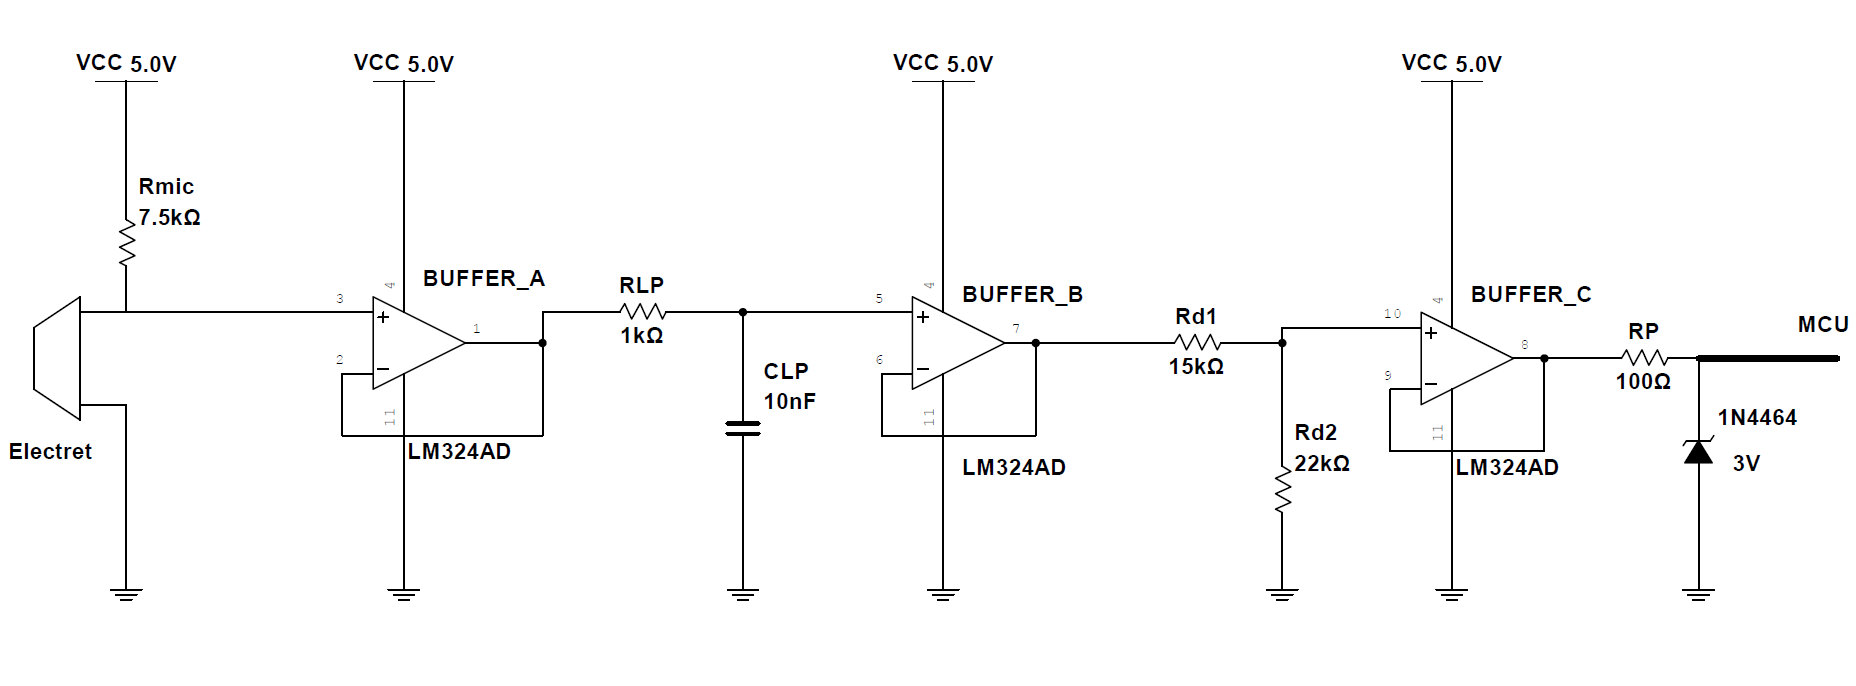 VCC 5.0V
VCC 5.0V
VCC 5.0V
VCC 5.0V
Rmic
7.5kΩ
Electret
3
2
4
11
1
BUFFER_A
LM324AD
RLP
1kΩ
CLP
10nF
5
6
4
11
7
BUFFER_B
LM324AD
Rd1
15kΩ
Rd2
22kΩ
10
9
4
11
8
BUFFER_C
LM324AD
RP
100Ω
MCU
1N4464
3V